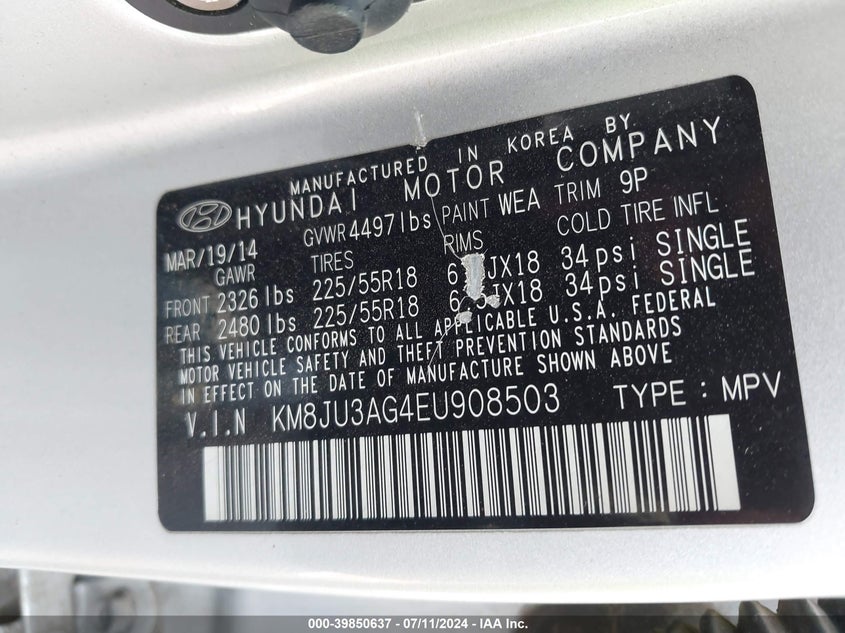 MANUFACTURED IN KOREA BY
HYUNDAI MOTOR COMPANY
MAR/19/14 GVWR 4497 lbs PAINT WEA TRIM 9P
GAWR TIRES RIMS COLD TIRE INFL
FRONT 2326 lbs 225/55R18 34 psi SINGLE
REAR 2480 lbs 225/55R18 34 psi SINGLE
THIS VEHICLE CONFORMS TO ALL APPLICABLE U.S.A. FEDERAL
MOTOR VEHICLE SAFETY AND THEFT PREVENTION STANDARDS
IN EFFECT ON THE DATE OF MANUFACTURE SHOWN ABOVE
V.I.N KM8JU3AG4EU908503 TYPE : MPV
000-39850637 - 07/11/2024 - IAA Inc.